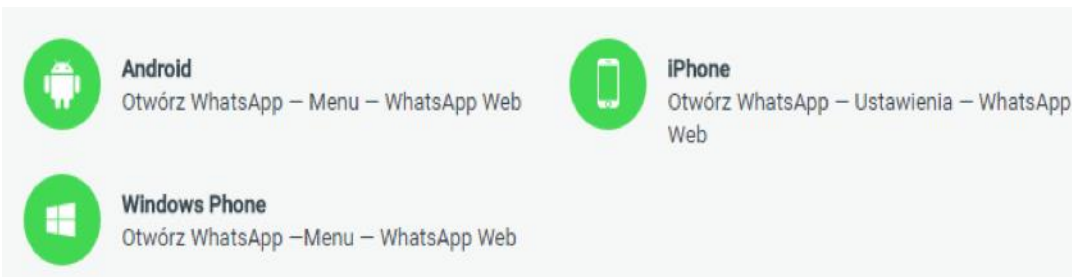 Android
Otwórz WhatsApp – Menu – WhatsApp Web
iPhone
Otwórz WhatsApp – Ustawienia – WhatsApp
Web
Windows Phone
Otwórz WhatsApp –Menu – WhatsApp Web